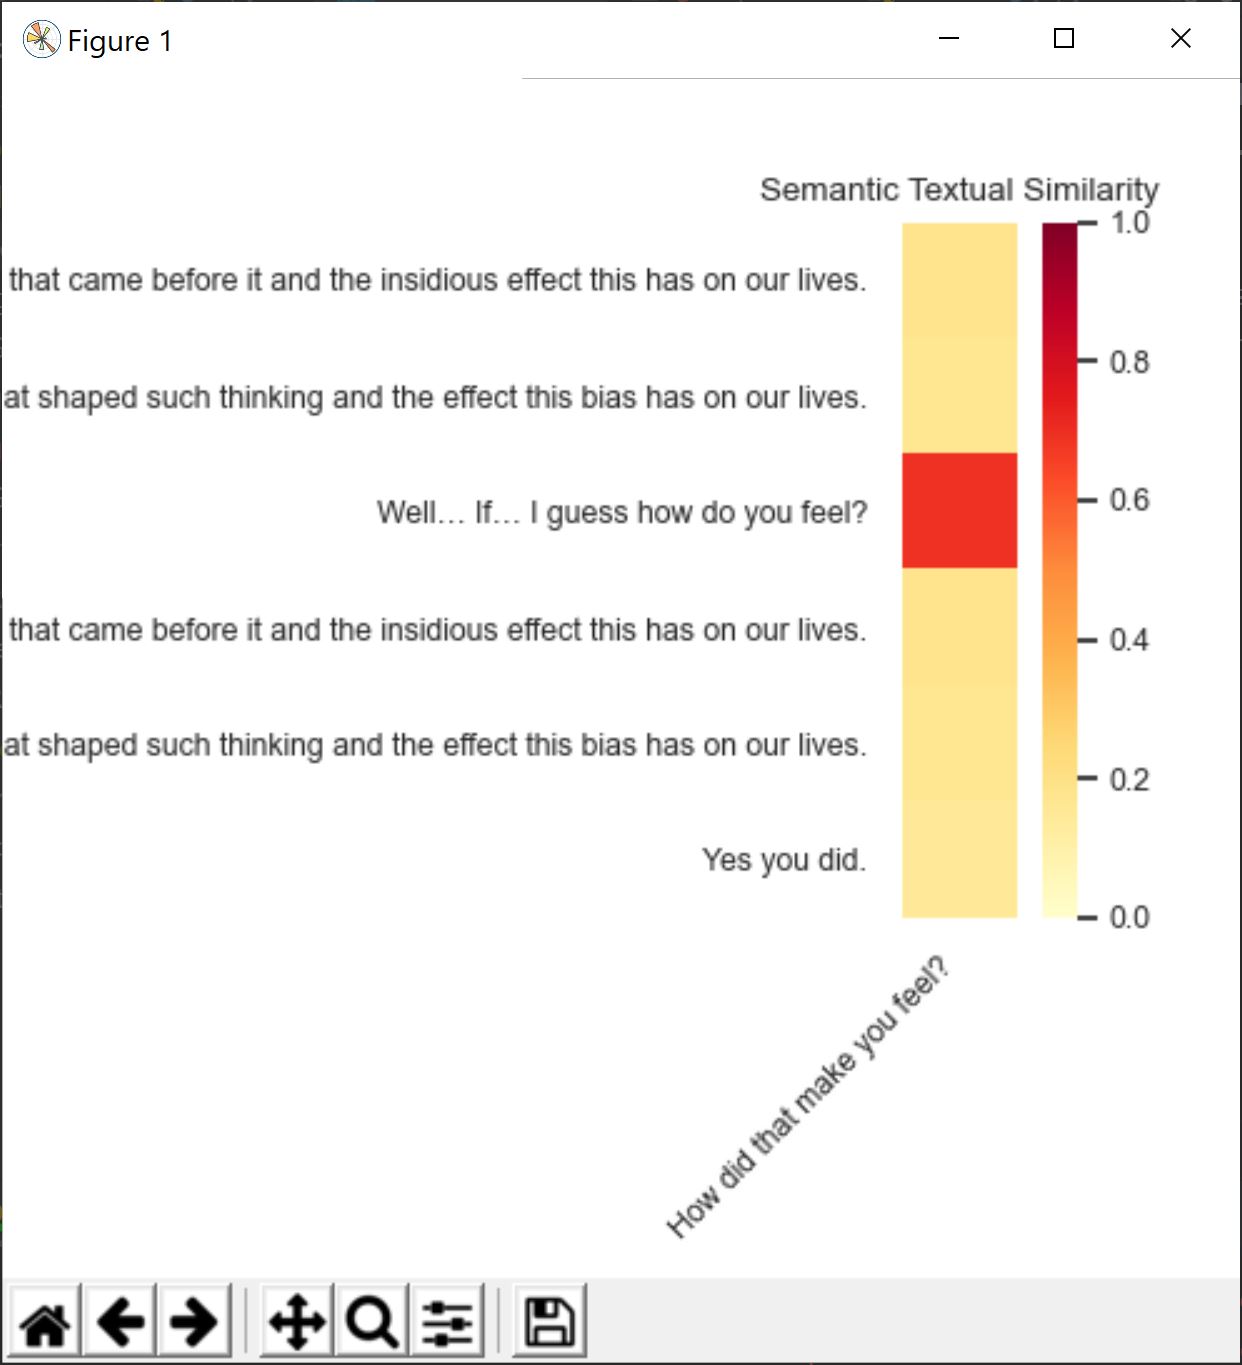 Figure 1
Semantic Textual Similarity
1.0
that came before it and the insidious effect this has on our lives.
0.8
at shaped such thinking and the effect this bias has on our lives.
Well... If... I guess how do you feel?
0.6
that came before it and the insidious effect this has on our lives.
0.4
at shaped such thinking and the effect this bias has on our lives.
0.2
Yes you did.
0.0
How did that make you feel?